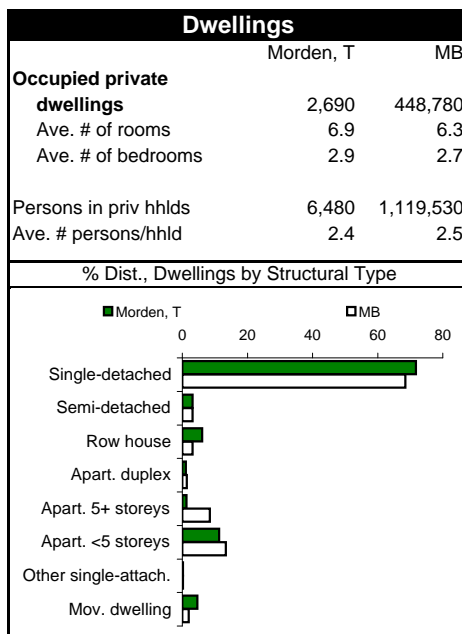 Dwellings
Morden, T MB
Occupied private
dwellings 2,690 448,780
Ave. # of rooms 6.9 6.3
Ave. # of bedrooms 2.9 2.7
Persons in priv hhlds 6,480 1,119,530
Ave. # persons/hhld 2.4 2.5
% Dist., Dwellings by Structural Type
Morden, T MB
0 20 40 60 80
Single-detached
Semi-detached
Row house
Apart. duplex
Apart. 5+ storeys
Apart. <5 storeys
Other single-attach.
Mov. dwelling